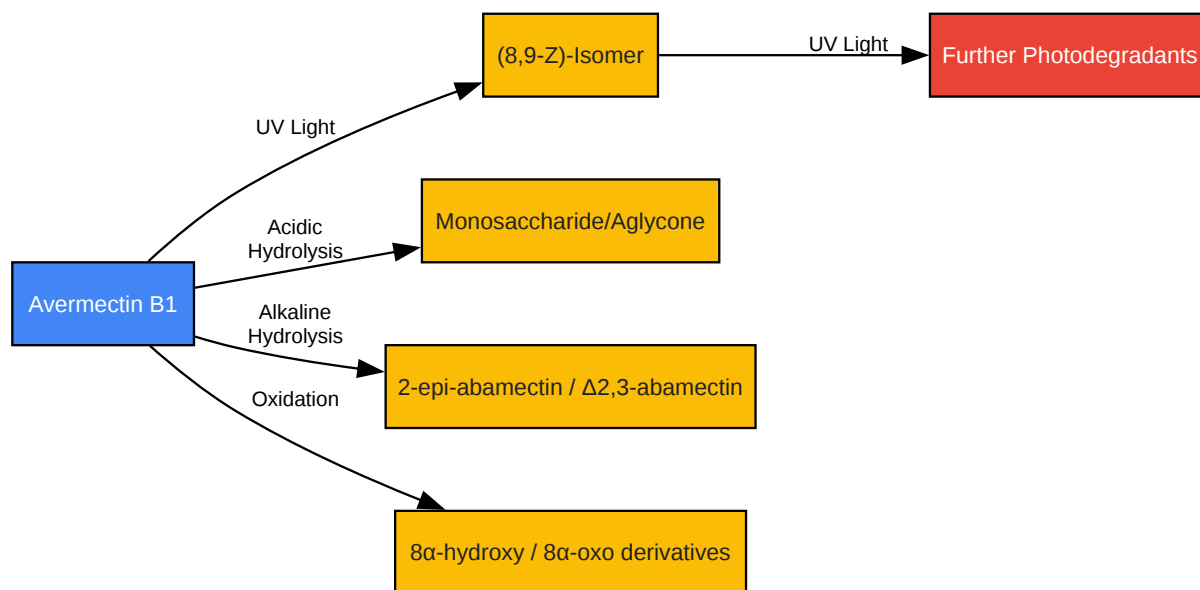 (8,9-Z)-Isomer
UV Light
Further Photodegradants
UV Light
Monosaccharide/Aglycone
Acidic
Hydrolysis
Avermectin B1
Alkaline
Hydrolysis
2-epi-abamectin / Δ2,3-abamectin
Oxidation
8α-hydroxy / 8α-oxo derivatives